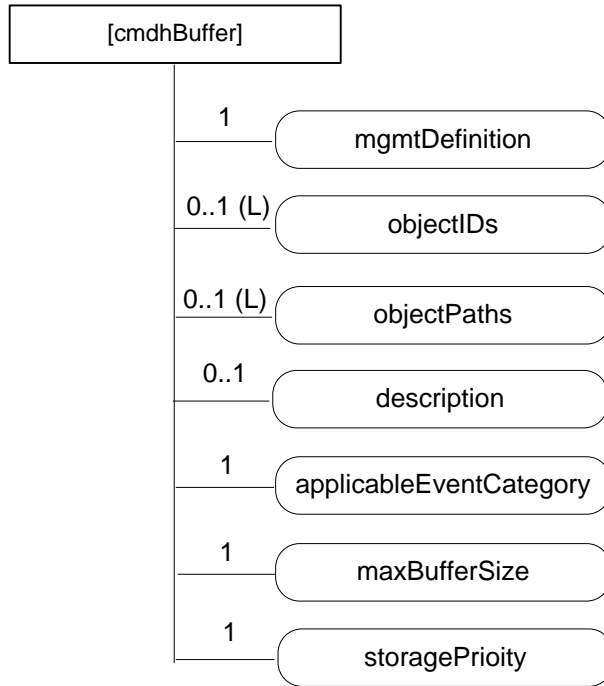 [cmdhBuffer]
1
mgmtDefinition
0..1 (L)
objectIDs
0..1 (L)
objectPaths
0..1
description
1
applicableEventCategory
1
maxBufferSize
1
storagePrioity